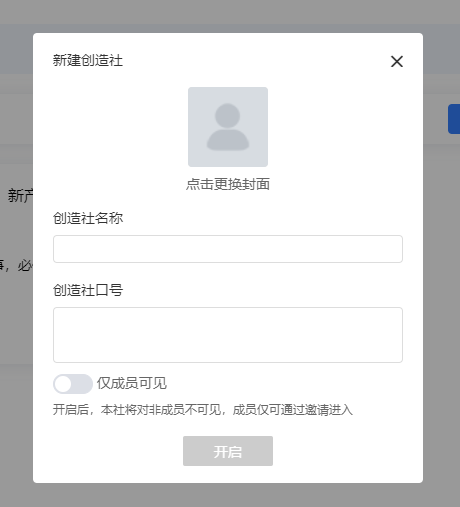 新建创造社
点击更换封面
新产
创造社名称
事，必
创造社口号
仅成员可见
开启后，本社将对非成员不可见，成员仅可通过邀请进入
开启